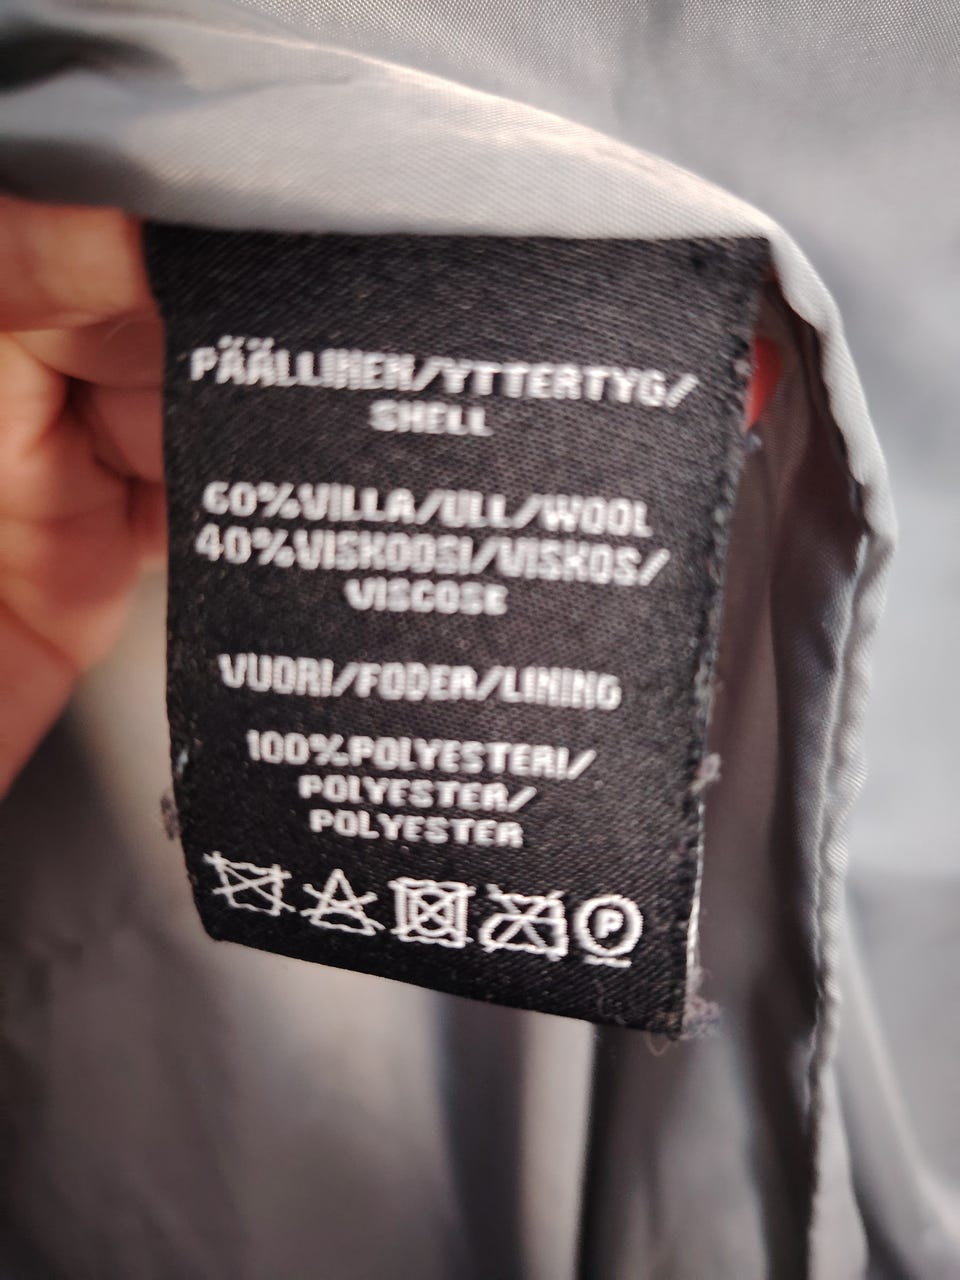 PÄÄLLINEN/YTTERTYG/
SHELL
60%VILLA/ULL/WOOL
40%VISKOOSI/VISKOS/
VISCOSE
VUORI/FODER/LINING
100%POLYESTERI/
POLYESTER/
POLYESTER
P